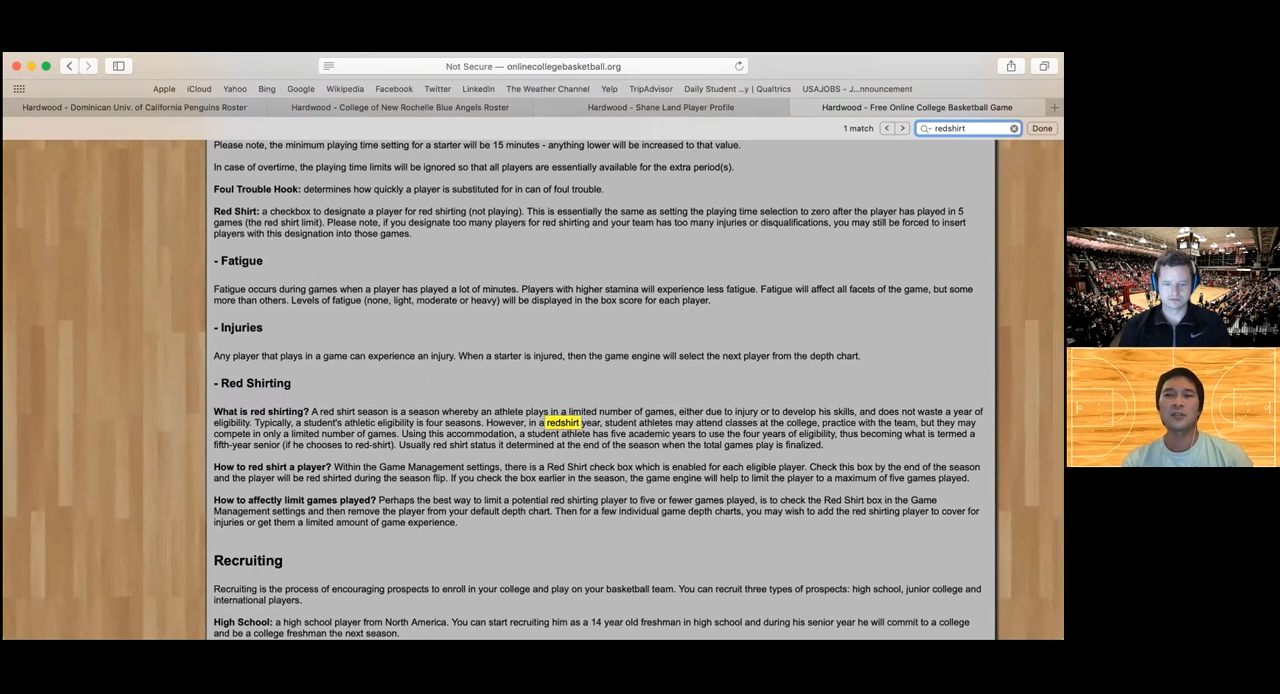 Not Secure — onlinecollegebasketball.org
Apple iCloud Yahoo Bing Google Wikipedia Facebook Twitter LinkedIn The Weather Channel Yelp TripAdvisor Daily Student ...y | Qualtrics USAJOBS - J...nnouncement
Hardwood - Dominican Univ. of California Penguins Roster Hardwood - College of New Rochelle Blue Angels Roster Hardwood - Shane Land Player Profile Hardwood - Free Online College Basketball Game
1 match redshirt Done
Please note, the minimum playing time setting for a starter will be 15 minutes - anything lower will be increased to that value.
In case of overtime, the playing time limits will be ignored so that all players are essentially available for the extra period(s).
Foul Trouble Hook: determines how quickly a player is substituted for in can of foul trouble.
Red Shirt: a checkbox to designate a player for red shirting (not playing). This is essentially the same as setting the playing time selection to zero after the player has played in 5
games (the red shirt limit). Please note, if you designate too many players for red shirting and your team has too many injuries or disqualifications, you may still be forced to insert
players with this designation into those games.
- Fatigue
Fatigue occurs during games when a player has played a lot of minutes. Players with higher stamina will experience less fatigue. Fatigue will affect all facets of the game, but some
more than others. Levels of fatigue (none, light, moderate or heavy) will be displayed in the box score for each player.
- Injuries
Any player that plays in a game can experience an injury. When a starter is injured, then the game engine will select the next player from the depth chart.
- Red Shirting
What is red shirting? A red shirt season is a season whereby an athlete plays in a limited number of games, either due to injury or to develop his skills, and does not waste a year of
eligibility. Typically, a student's athletic eligibility is four seasons. However, in a redshirt year, student athletes may attend classes at the college, practice with the team, but they may
compete in only a limited number of games. Using this accommodation, a student athlete has five academic years to use the four years of eligibility, thus becoming what is termed a
fifth-year senior (if he chooses to red-shirt). Usually red shirt status it determined at the end of the season when the total games play is finalized.
How to red shirt a player? Within the Game Management settings, there is a Red Shirt check box which is enabled for each eligible player. Check this box by the end of the season
and the player will be red shirted during the season flip. If you check the box earlier in the season, the game engine will help to limit the player to a maximum of five games played.
How to affectly limit games played? Perhaps the best way to limit a potential red shirting player to five or fewer games played, is to check the Red Shirt box in the Game
Management settings and then remove the player from your default depth chart. Then for a few individual game depth charts, you may wish to add the red shirting player to cover for
injuries or get them a limited amount of game experience.
Recruiting
Recruiting is the process of encouraging prospects to enroll in your college and play on your basketball team. You can recruit three types of prospects: high school, junior college and
international players.
High School: a high school player from North America. You can start recruiting him as a 14 year old freshman in high school and during his senior year he will commit to a college
and be a college freshman the next season.